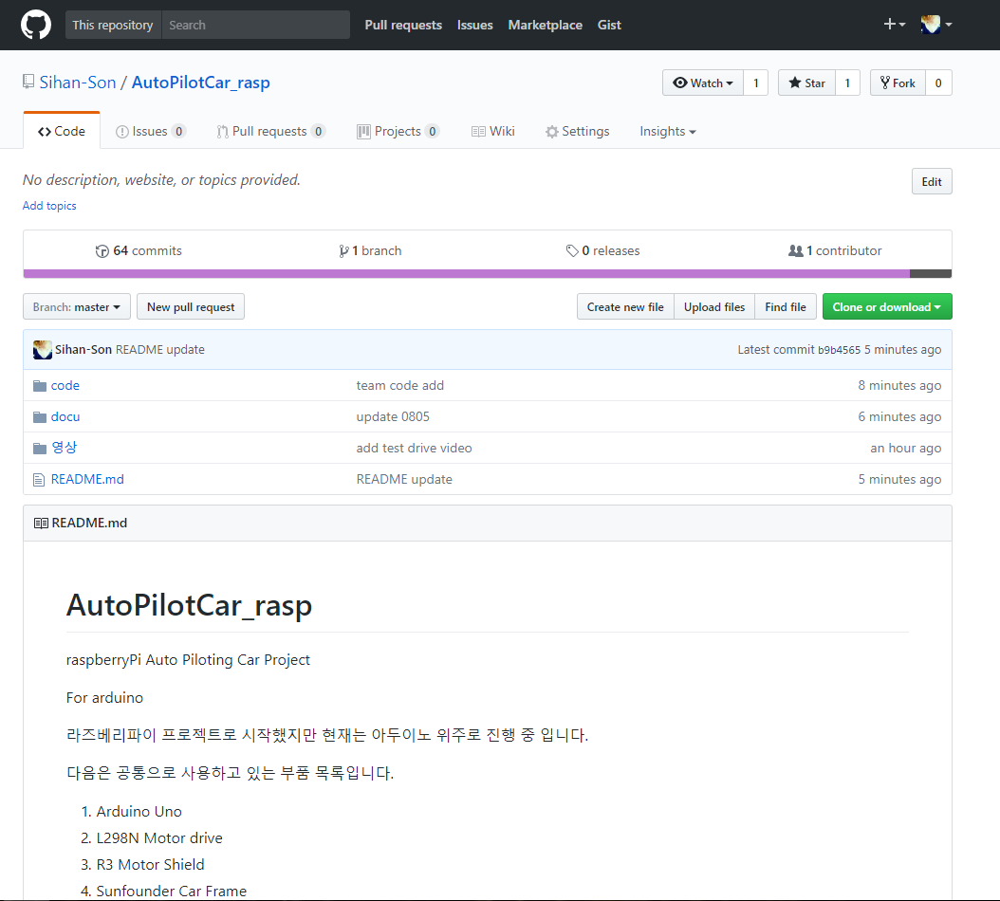 This repository Search Pull requests Issues Marketplace Gist
Sihan-Son / AutoPilotCar_rasp Watch 1 Star 1 Fork 0
Code Issues 0 Pull requests 0 Projects 0 Wiki Settings Insights
No description, website, or topics provided. Edit
Add topics
64 commits 1 branch 0 releases 1 contributor
Branch: master New pull request Create new file Upload files Find file Clone or download
Sihan-Son README update Latest commit b9b4565 5 minutes ago
code team code add 8 minutes ago
docu update 0805 6 minutes ago
영상 add test drive video an hour ago
README.md README update 5 minutes ago
README.md
AutoPilotCar_rasp
raspberryPi Auto Piloting Car Project
For arduino
라즈베리파이 프로젝트로 시작했지만 현재는 아두이노 위주로 진행 중 입니다.
다음은 공통으로 사용하고 있는 부품 목록입니다.
1. Arduino Uno
2. L298N Motor drive
3. R3 Motor Shield
4. Sunfounder Car Frame